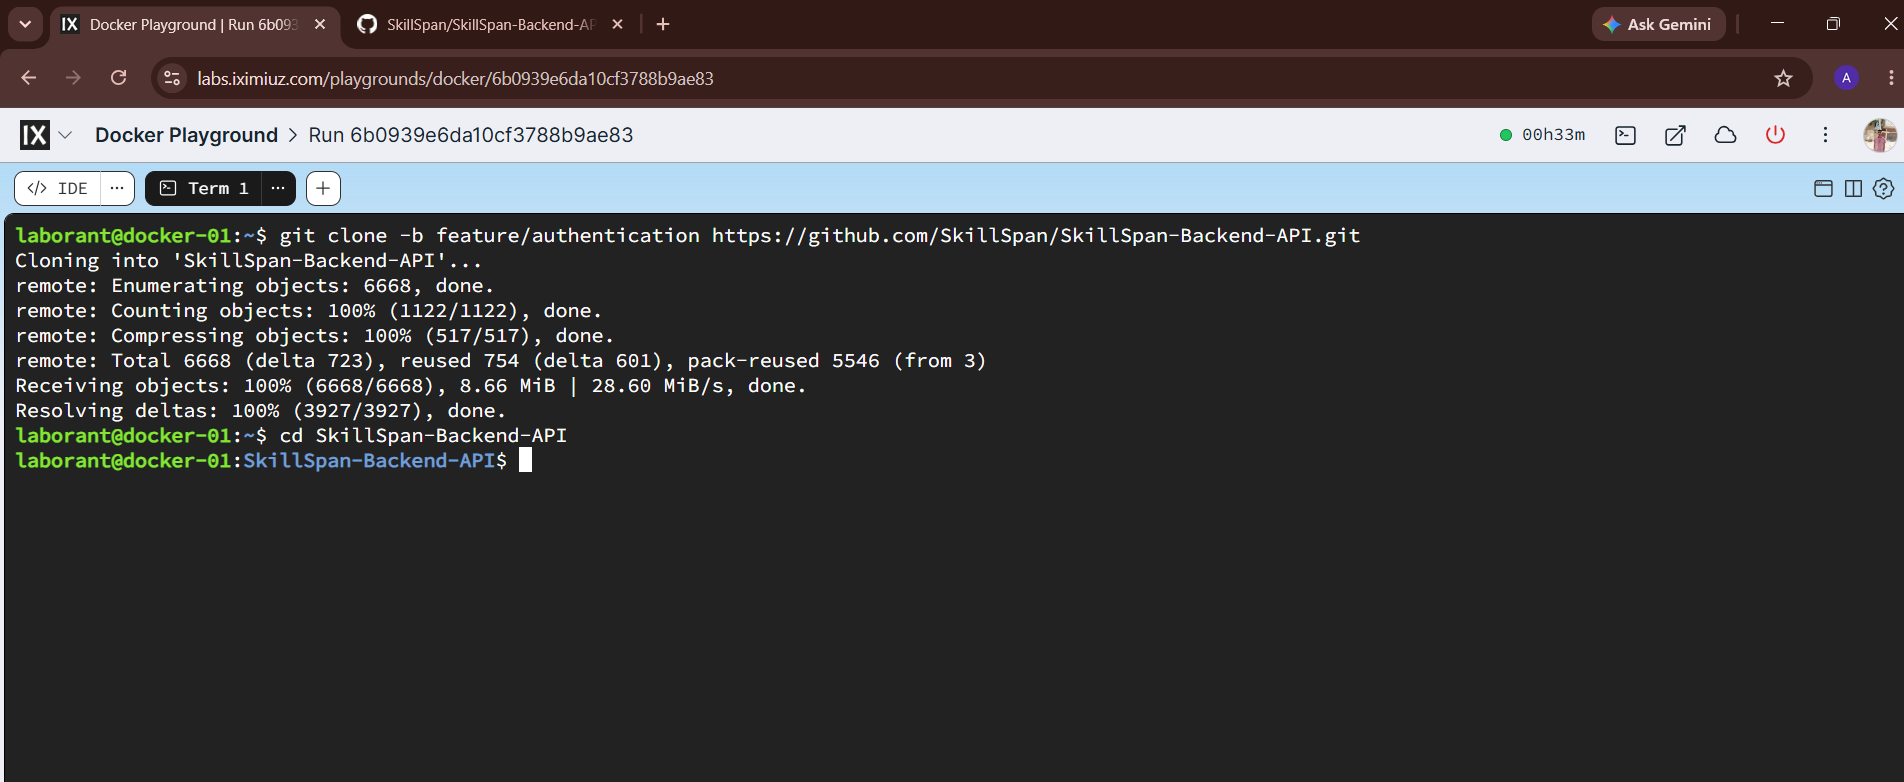 Docker Playground | Run 6b093
SkillSpan/SkillSpan-Backend-AP
Ask Gemini
labs.iximiuz.com/playgrounds/docker/6b0939e6da10cf3788b9ae83
A
IX
Docker Playground > Run 6b0939e6da10cf3788b9ae83
00h33m
</> IDE ...
Term 1 ...
+
laborant@docker-01:~$ git clone -b feature/authentication https://github.com/SkillSpan/SkillSpan-Backend-API.git
Cloning into 'SkillSpan-Backend-API'...
remote: Enumerating objects: 6668, done.
remote: Counting objects: 100% (1122/1122), done.
remote: Compressing objects: 100% (517/517), done.
remote: Total 6668 (delta 723), reused 754 (delta 601), pack-reused 5546 (from 3)
Receiving objects: 100% (6668/6668), 8.66 MiB | 28.60 MiB/s, done.
Resolving deltas: 100% (3927/3927), done.
laborant@docker-01:~$ cd SkillSpan-Backend-API
laborant@docker-01:SkillSpan-Backend-API$